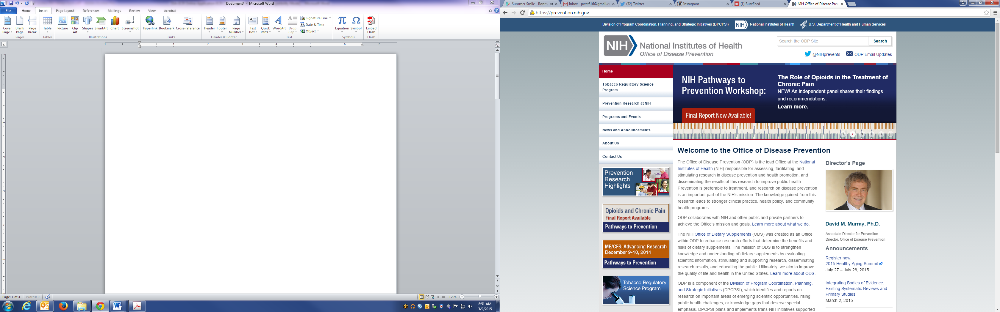 Document4 - Microsoft Word
File Home Insert Page Layout References Mailings Review View Acrobat
Cover Page Blank Page Page Break Table Picture Clip Art Shapes SmartArt Chart Screenshot Hyperlink Bookmark Cross-reference Header Footer Page Number Text Box Quick Parts WordArt Drop Cap Signature Line Date & Time Object Equation Symbol Embed Flash
Pages Tables Illustrations Links Header & Footer Text Symbols Flash
Page: 1 of 4 Words: 0 120%
8:51 AM
3/9/2015
Summer Smile - Ronny Inbox - pwat616@gmail.c (32) Twitter Instagram (1) BuzzFeed NIH Office of Disease Pre
https://prevention.nih.gov
Division of Program Coordination, Planning, and Strategic Initiatives (DPCPSI) NIH National Institutes of Health U.S. Department of Health and Human Services
NIH National Institutes of Health
Office of Disease Prevention
Search the ODP Site Search
@NIHprevents ODP Email Updates
Home
Tobacco Regulatory Science
Program
Prevention Research at NIH
Programs and Events
News and Announcements
About Us
Contact Us
Prevention
Research
Highlights
Opioids and Chronic Pain
Final Report Available
Pathways to Prevention
ME/CFS: Advancing Research
December 9-10, 2014
Pathways to Prevention
Tobacco Regulatory
Science Program
NIH Pathways to
Prevention Workshop:
Final Report Now Available!
The Role of Opioids in the Treatment of
Chronic Pain
NEW! An independent panel shares their findings
and recommendations.
Learn more.
1 2 3 4 5
Welcome to the Office of Disease Prevention
The Office of Disease Prevention (ODP) is the lead Office at the National
Institutes of Health (NIH) responsible for assessing, facilitating, and
stimulating research in disease prevention and health promotion, and
disseminating the results of this research to improve public health.
Prevention is preferable to treatment, and research on disease prevention
is an important part of the NIH's mission. The knowledge gained from this
research leads to stronger clinical practice, health policy, and community
health programs.
ODP collaborates with NIH and other public and private partners to
achieve the Office's mission and goals. Learn more about what we do.
The NIH Office of Dietary Supplements (ODS) was created as an Office
within ODP to enhance research efforts that determine the benefits and
risks of dietary supplements. The mission of ODS is to strengthen
knowledge and understanding of dietary supplements by evaluating
scientific information, stimulating and supporting research, disseminating
research results, and educating the public. Ultimately, we aim to improve
the quality of life and health in the United States. Learn more about ODS.
ODP is a component of the Division of Program Coordination, Planning,
and Strategic Initiatives (DPCPSI), which identifies and reports on
research on important areas of emerging scientific opportunities, rising
public health challenges, or knowledge gaps that deserve special
emphasis. DPCPSI plans and implements trans-NIH initiatives supported
Director's Page
David M. Murray, Ph.D.
Associate Director for Prevention
Director, Office of Disease Prevention
Announcements
Register now:
2015 Healthy Aging Summit
July 27 – July 28, 2015
Integrating Bodies of Evidence:
Existing Systematic Reviews and
Primary Studies
March 2, 2015